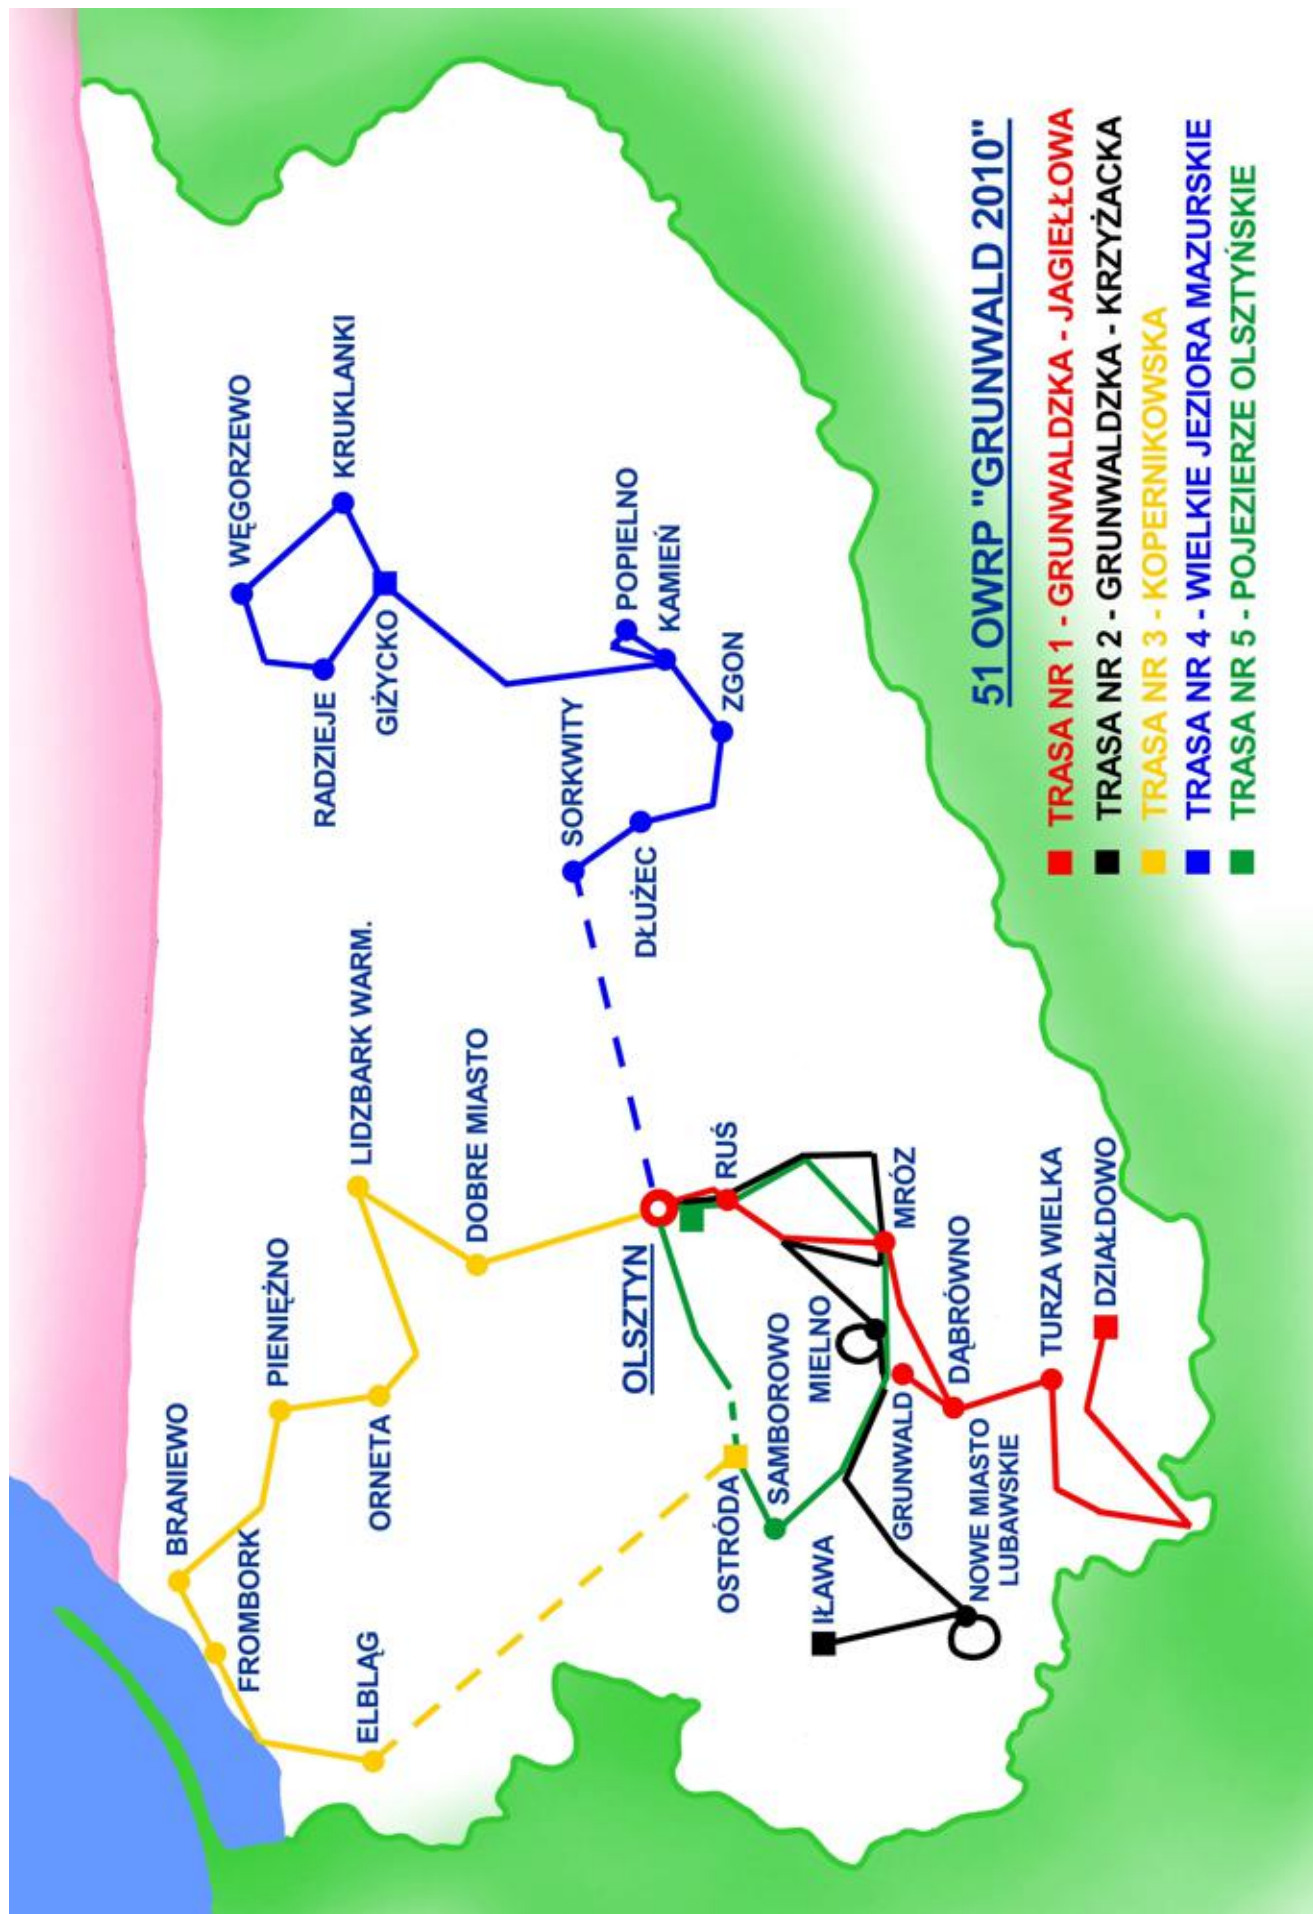 BRANIEWO
FROMBORK
ELBLĄG
PIENIĘŻNO
ORNETA
LIDZBARK WARM.
DOBRE MIASTO
WĘGORZEWO
KRUKLANKI
RADZIEJE
GIŻYCKO
POPIELNO
KAMIEŃ
ZGON
SORKWITY
DŁUŻEC
OLSZTYN
RUŚ
OSTRÓDA
SAMBOROWO
MIELNO
MRÓZ
IŁAWA
GRUNWALD
DĄBRÓWNO
NOWE MIASTO
LUBAWSKIE
TURZA WIELKA
DZIAŁDOWO
51 OWRP "GRUNWALD 2010"
TRASA NR 1 - GRUNWALDZKA - JAGIEŁŁOWA
TRASA NR 2 - GRUNWALDZKA - KRZYŻACKA
TRASA NR 3 - KOPERNIKOWSKA
TRASA NR 4 - WIELKIE JEZIORA MAZURSKIE
TRASA NR 5 - POJEZIERZE OLSZTYŃSKIE